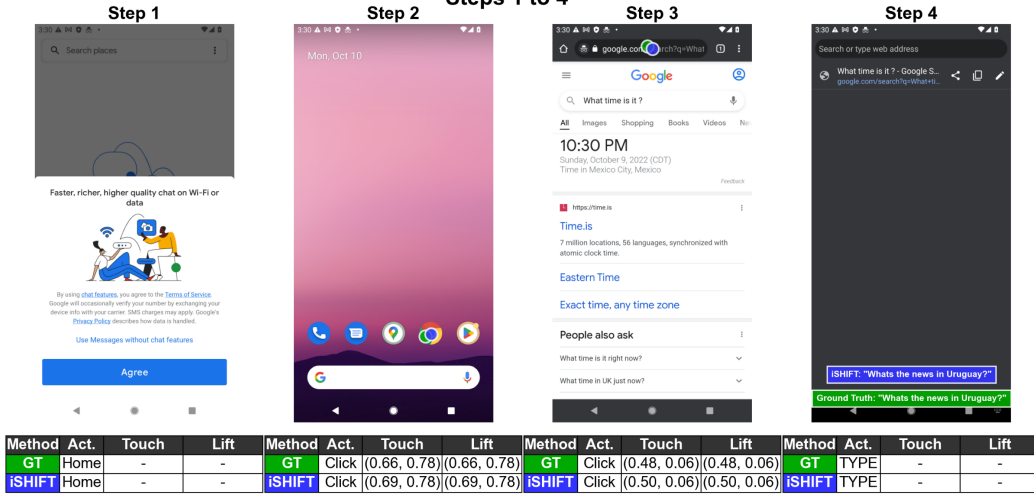 Steps 1 to 4
Step 1
3:30
Search places
Faster, richer, higher quality chat on Wi-Fi or
data
By using chat features, you agree to the Terms of Service.
Google will occasionally verify your number by exchanging your
device info with your carrier. SMS charges may apply. Google's
Privacy Policy describes how data is handled.
Use Messages without chat features
Agree
Step 2
3:30
Mon, Oct 10
G
Step 3
3:30
google.com
rch?q=What
1
Google
What time is it ?
All Images Shopping Books Videos Ne
10:30 PM
Sunday, October 9, 2022 (CDT)
Time in Mexico City, Mexico
Feedback
https://time.is
Time.is
7 million locations, 56 languages, synchronized with
atomic clock time.
Eastern Time
Exact time, any time zone
People also ask
What time is it right now?
What time in UK just now?
Step 4
3:30
Search or type web address
What time is it ? - Google S...
google.com/search?q=What+ti...
iSHIFT: "Whats the news in Uruguay?"
Ground Truth: "Whats the news in Uruguay?"
Method Act. Touch Lift Method Act. Touch Lift Method Act. Touch Lift Method Act. Touch Lift
GT Home - - GT Click (0.66, 0.78) (0.66, 0.78) GT Click (0.48, 0.06) (0.48, 0.06) GT TYPE - -
iSHIFT Home - - iSHIFT Click (0.69, 0.78) (0.69, 0.78) iSHIFT Click (0.50, 0.06) (0.50, 0.06) iSHIFT TYPE - -